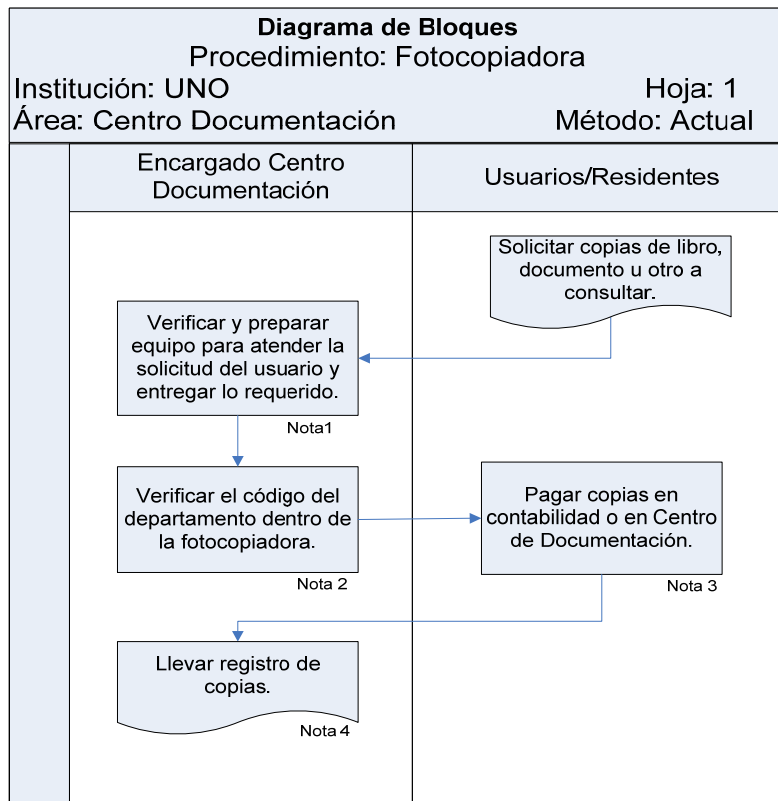 Diagrama de Bloques
Procedimiento: Fotocopiadora
Institución: UNO Hoja: 1
Área: Centro Documentación Método: Actual
Encargado Centro
Documentación
Usuarios/Residentes
Solicitar copias de libro,
documento u otro a
consultar.
Verificar y preparar
equipo para atender la
solicitud del usuario y
entregar lo requerido.
Nota1
Verificar el código del
departamento dentro de
la fotocopiadora.
Nota 2
Pagar copias en
contabilidad o en Centro
de Documentación.
Nota 3
Llevar registro de
copias.
Nota 4